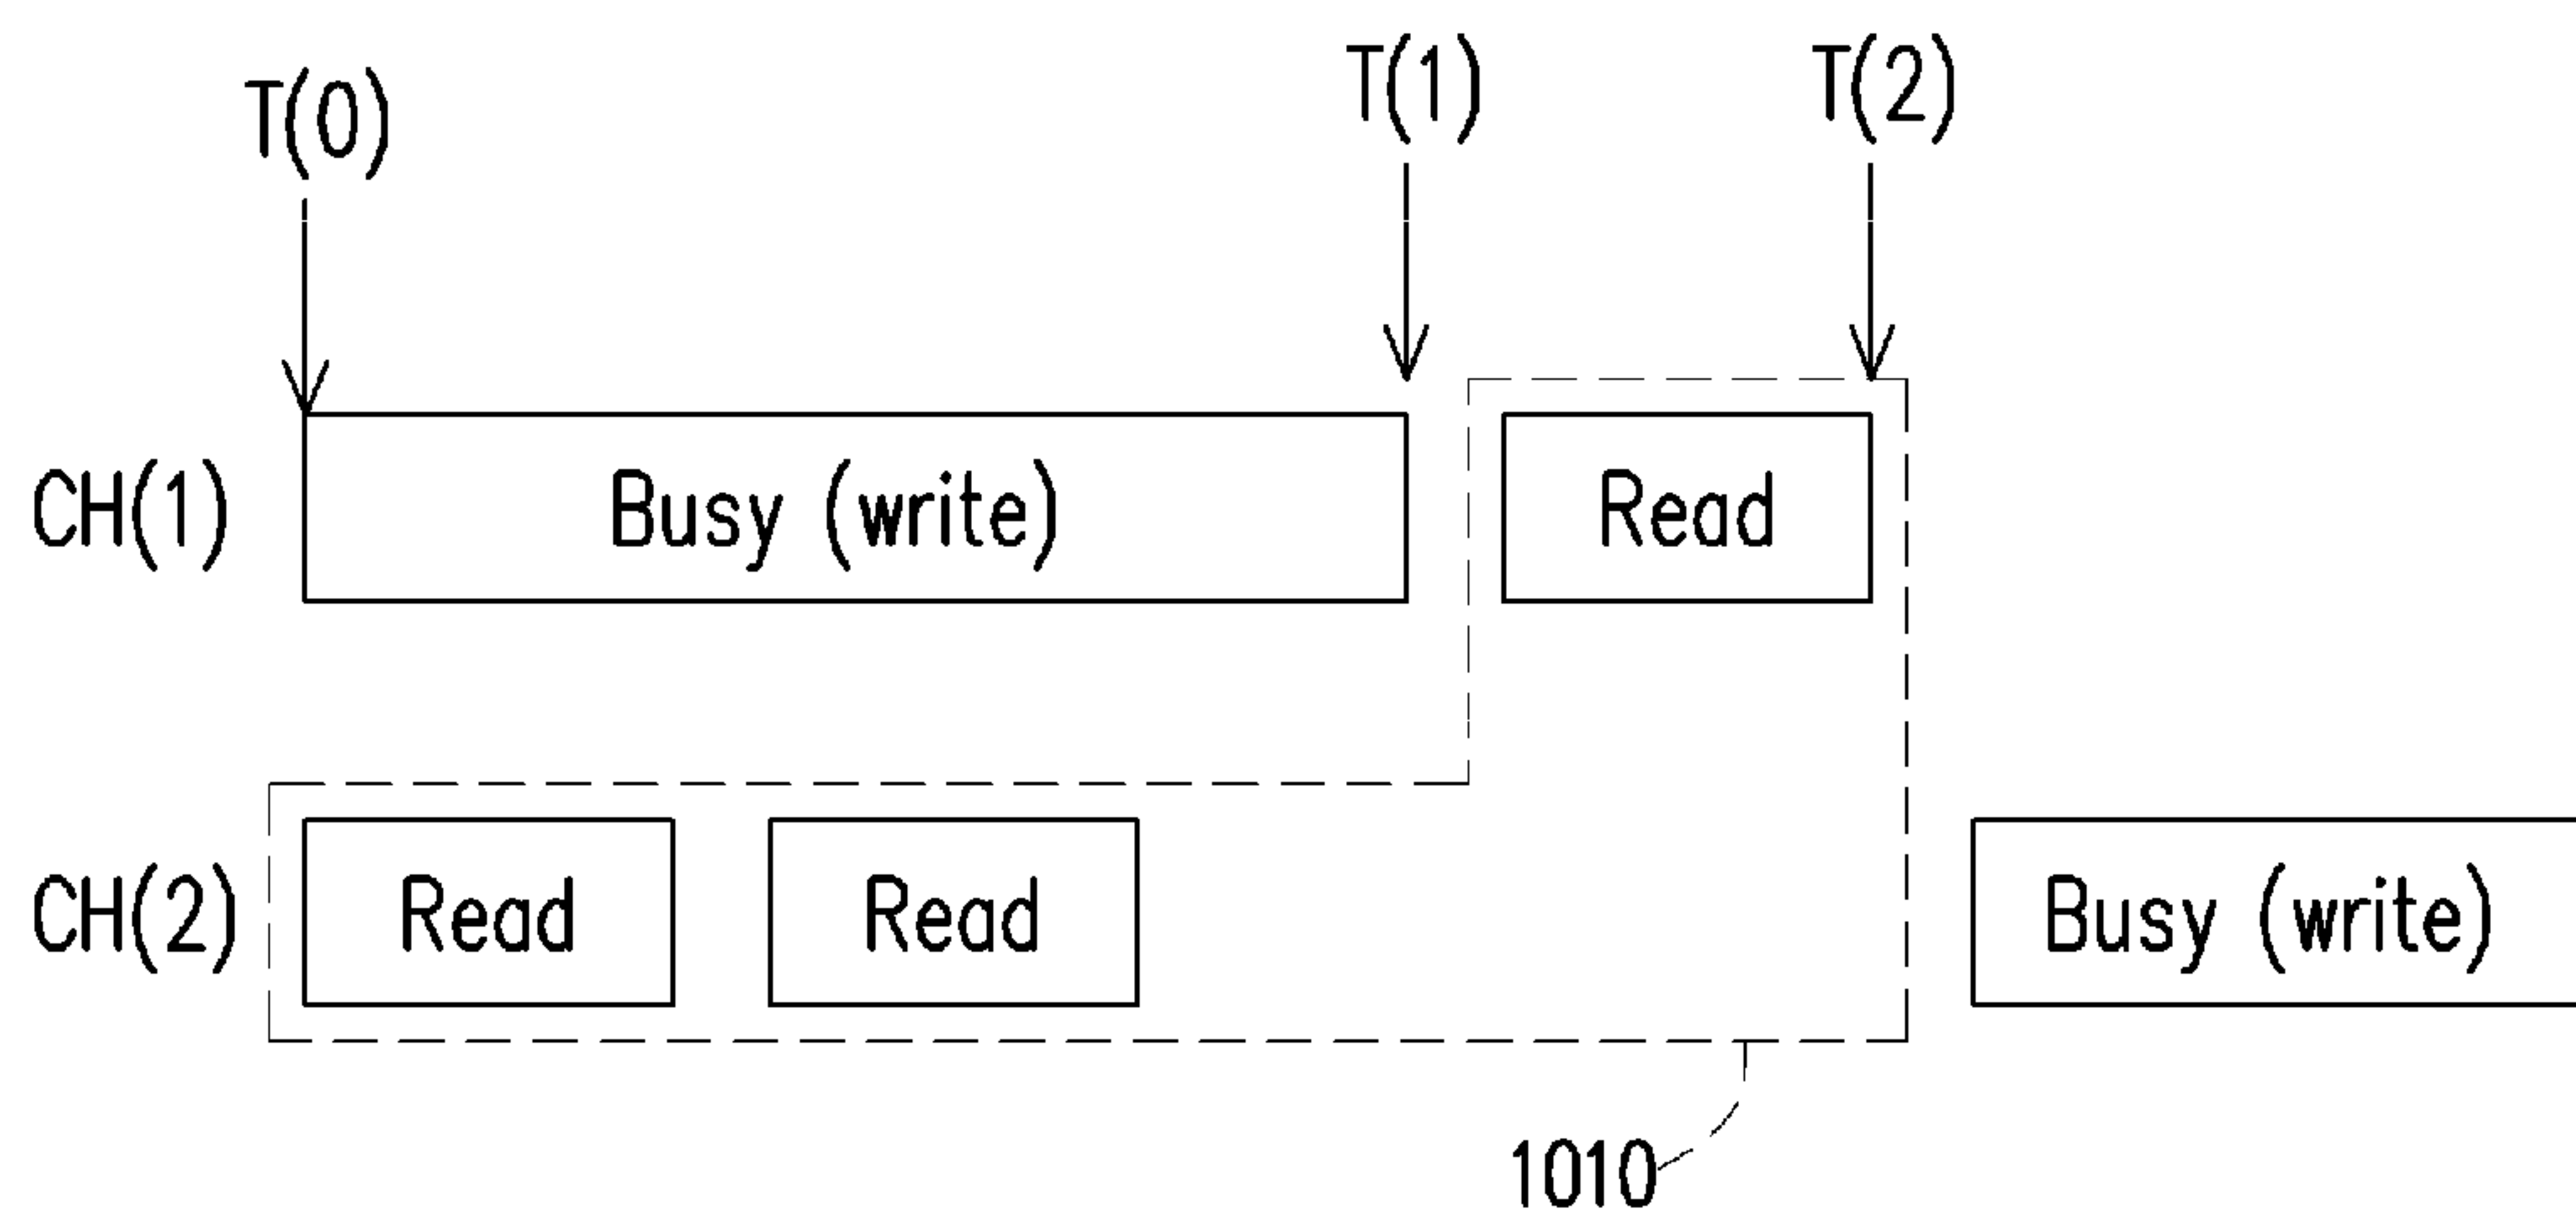 T(0) T(1) T(2)
CH(1) Busy (write) Read
CH(2) Read Read Busy (write)
1010